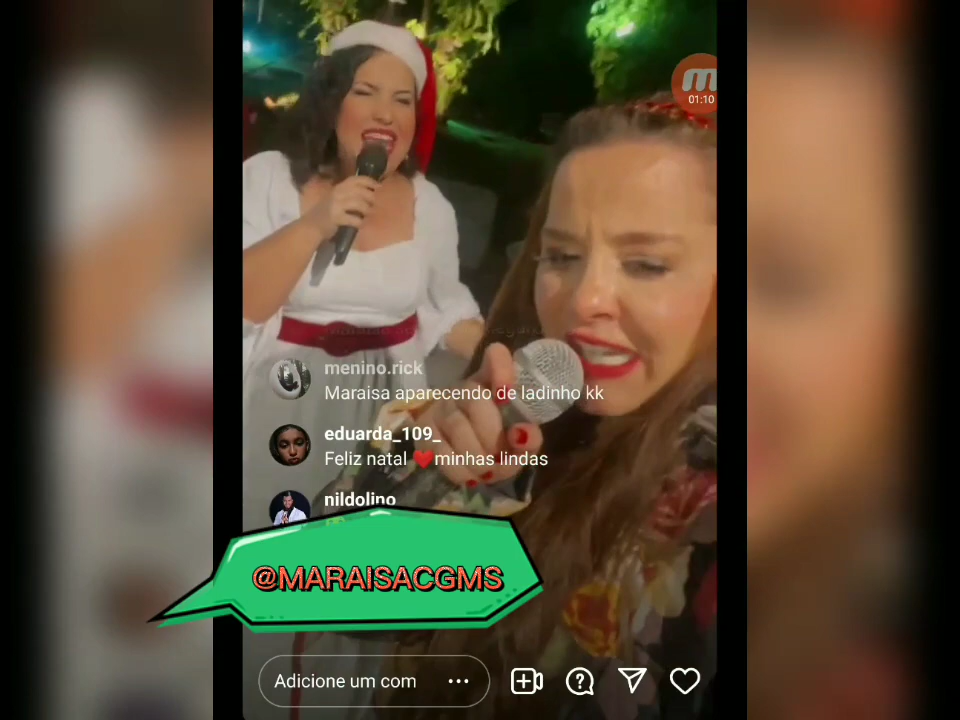 m
01:10
menino.rick
Maraisa aparecendo de ladinho kk
eduarda_109_
Feliz natal ❤️minhas lindas
nildolino
@MARAISACGMS
Adicione um com